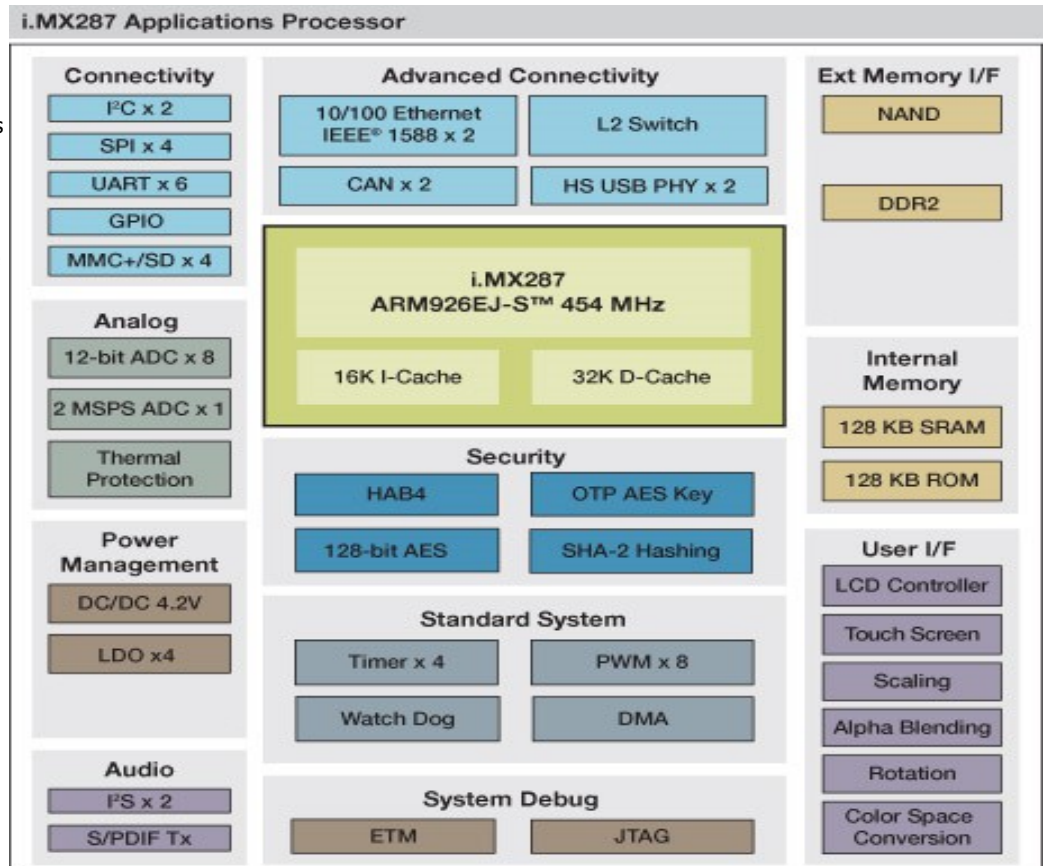 i.MX287 Applications Processor
s
Connectivity
I²C x 2
SPI x 4
UART x 6
GPIO
MMC+/SD x 4
Analog
12-bit ADC x 8
2 MSPS ADC x 1
Thermal
Protection
Power
Management
DC/DC 4.2V
LDO x4
Audio
I²S x 2
S/PDIF Tx
Advanced Connectivity
10/100 Ethernet
IEEE® 1588 x 2
L2 Switch
CAN x 2
HS USB PHY x 2
i.MX287
ARM926EJ-S™ 454 MHz
16K I-Cache
32K D-Cache
Security
HAB4
OTP AES Key
128-bit AES
SHA-2 Hashing
Standard System
Timer x 4
PWM x 8
Watch Dog
DMA
System Debug
ETM
JTAG
Ext Memory I/F
NAND
DDR2
Internal
Memory
128 KB SRAM
128 KB ROM
User I/F
LCD Controller
Touch Screen
Scaling
Alpha Blending
Rotation
Color Space
Conversion